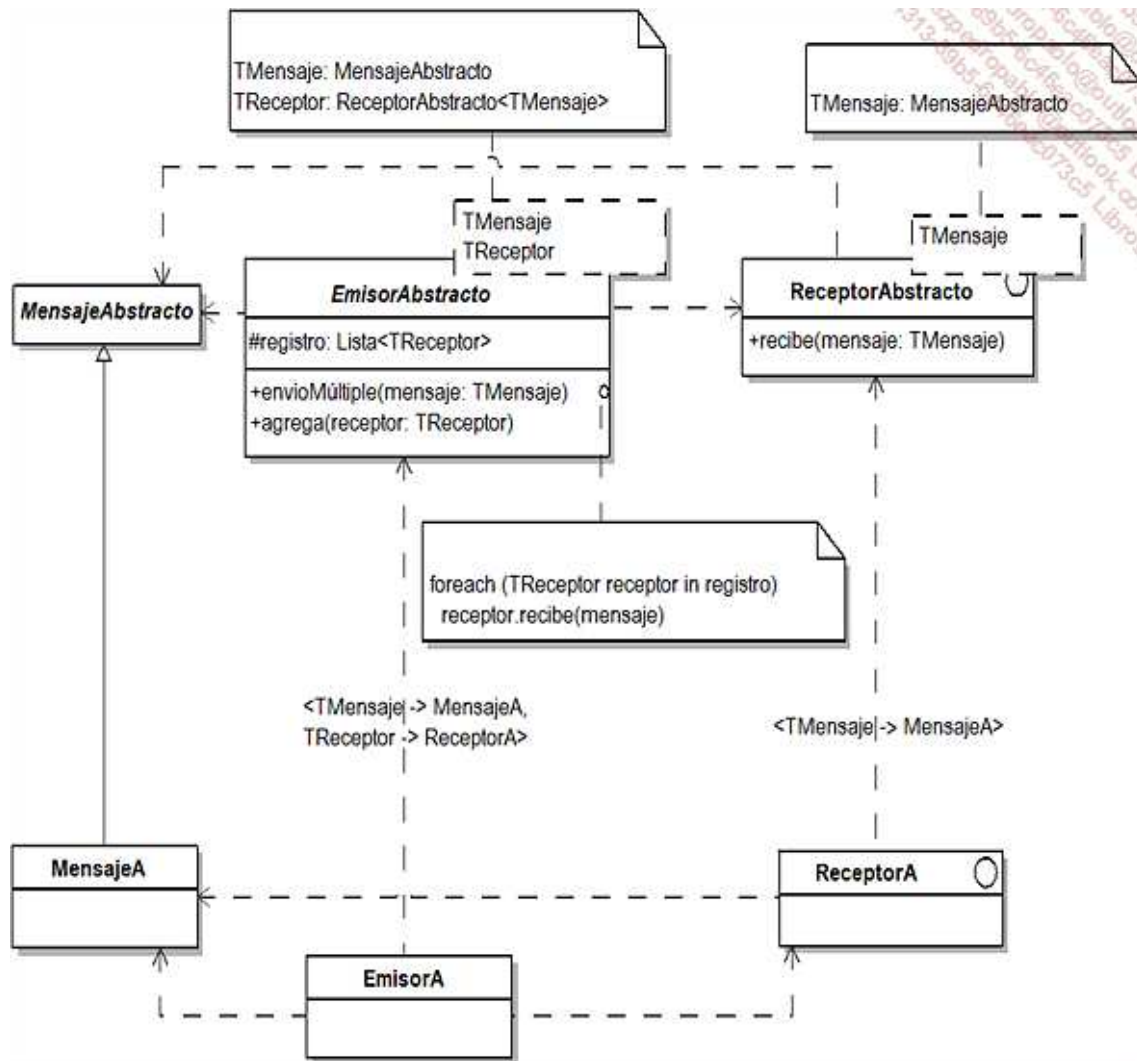 TMensaje: MensajeAbstracto
TReceptor: ReceptorAbstracto<TMensaje>
TMensaje: MensajeAbstracto
TMensaje
TReceptor
TMensaje
MensajeAbstracto
EmisorAbstracto
#registro: Lista<TReceptor>
+envioMúltiple(mensaje: TMensaje)
+agrega(receptor: TReceptor)
ReceptorAbstracto
+recibe(mensaje: TMensaje)
foreach (TReceptor receptor in registro)
receptor.recibe(mensaje)
<TMensaje -> MensajeA,
TReceptor -> ReceptorA>
<TMensaje -> MensajeA>
MensajeA
ReceptorA
EmisorA